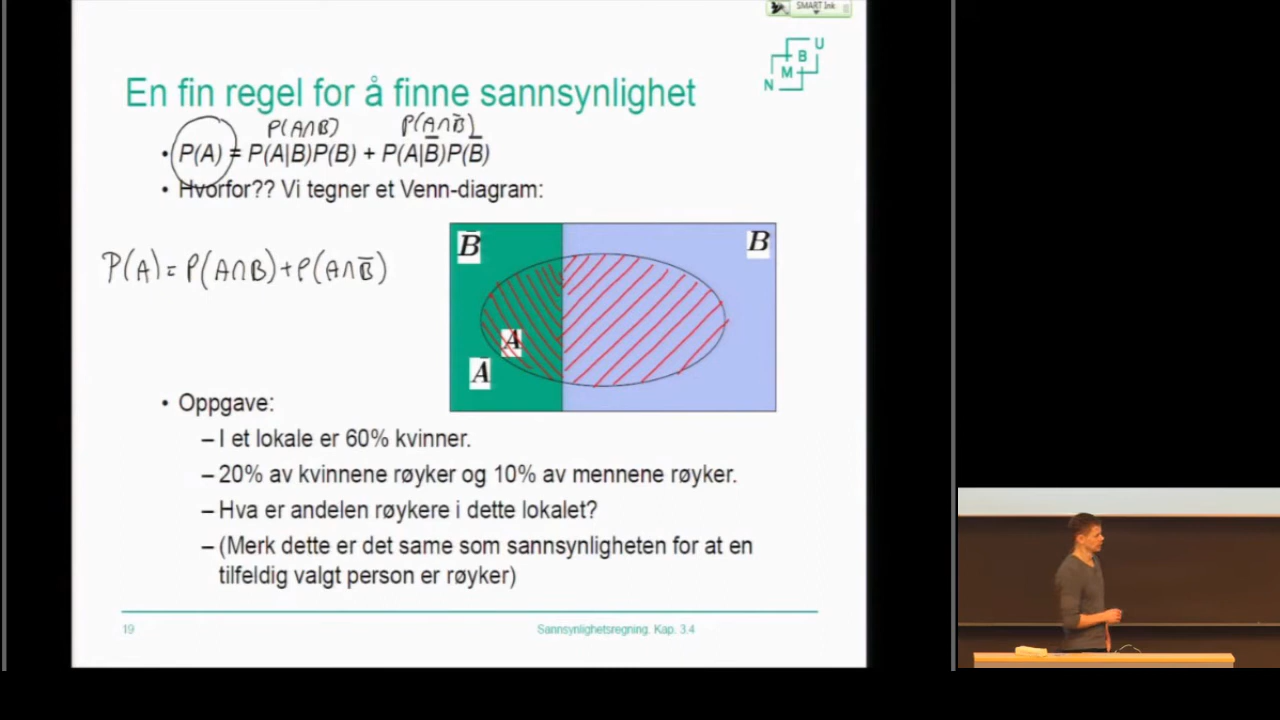 SMART Ink
N M B U
En fin regel for å finne sannsynlighet
P(A∩B) P(A∩B̅)
• P(A) = P(A|B)P(B) + P(A|B̅)P(B̅)
• Hvorfor?? Vi tegner et Venn-diagram:
B̅ B
P(A) = P(A∩B) + P(A∩B̅)
A
A̅
• Oppgave:
– I et lokale er 60% kvinner.
– 20% av kvinnene røyker og 10% av mennene røyker.
– Hva er andelen røykere i dette lokalet?
– (Merk dette er det same som sannsynligheten for at en
tilfeldig valgt person er røyker)
19 Sannsynlighetsregning. Kap. 3.4